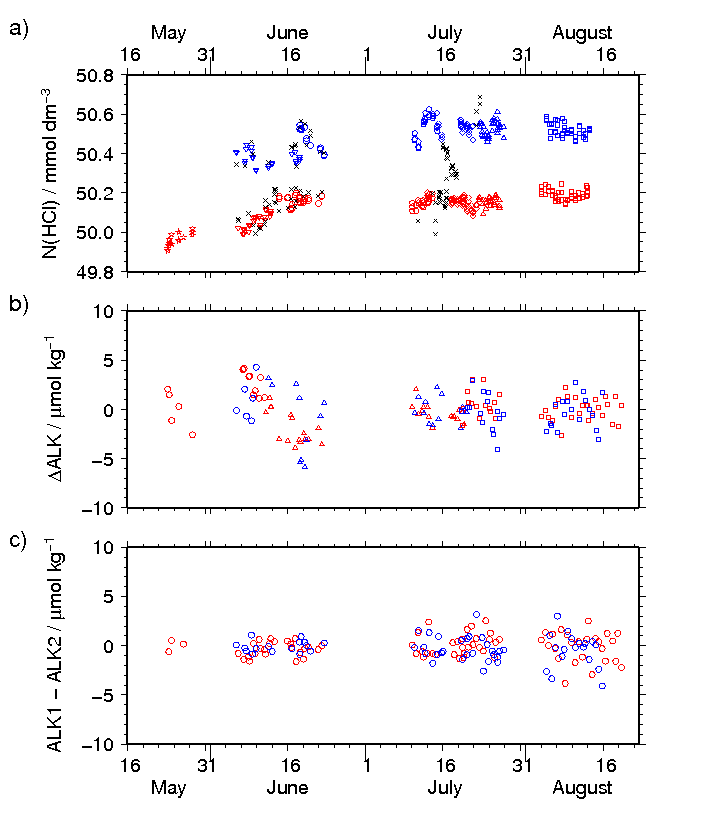 a)
May June July August
16 31 16 1 16 31 16
N(HCl) / mmol dm⁻³
50.8
50.6
50.4
50.2
50.0
49.8
b)
ΔALK / μmol kg⁻¹
10
5
0
−5
−10
c)
ALK1 − ALK2 / μmol kg⁻¹
10
5
0
−5
−10
16 31 16 1 16 31 16
May June July August